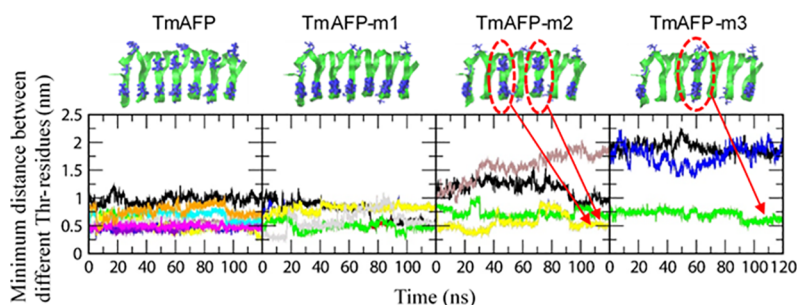 TmAFP TmAFP-m1 TmAFP-m2 TmAFP-m3
Minimum distance between
different Thr-residues (nm)
2.5
2
1.5
1
0.5
0
0 20 40 60 80 100 0 20 40 60 80 100 0 20 40 60 80 100 0 20 40 60 80 100 120
Time (ns)